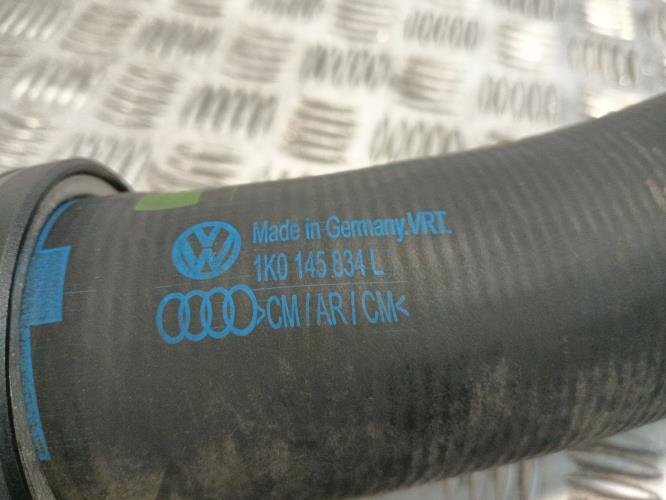 Made in Germany.VRT.
1K0 145 834 L
>CM/AR/CM<